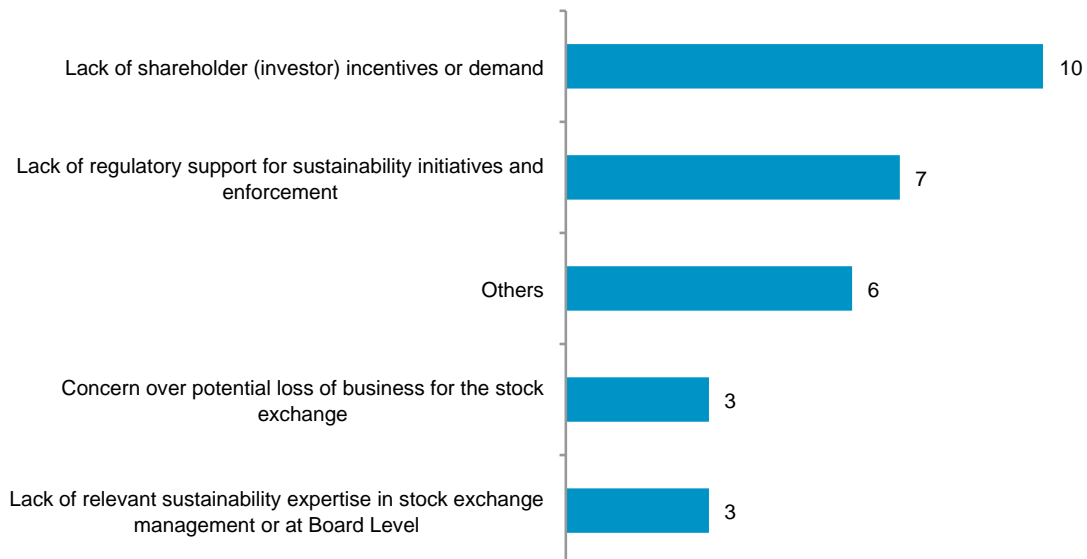 Lack of shareholder (investor) incentives or demand
10
Lack of regulatory support for sustainability initiatives and
enforcement
7
Others
6
Concern over potential loss of business for the stock
exchange
3
Lack of relevant sustainability expertise in stock exchange
management or at Board Level
3